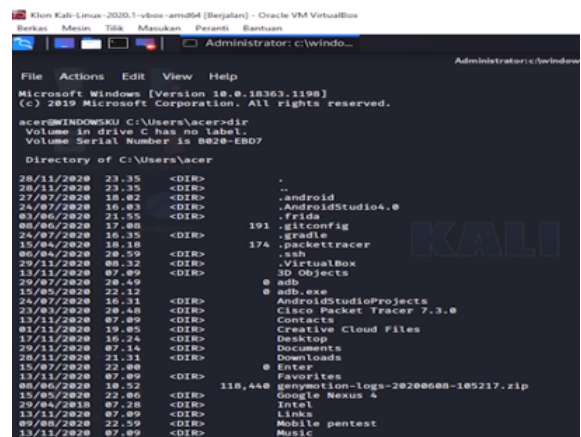 Klon Kali-Linux-2020.1-vbox-amd64 [Berjalan] - Oracle VM VirtualBox
Berkas Mesin Tilik Masukan Peranti Bantuan
Administrator: c:\windo...
Administrator: c:\window
File Actions Edit View Help
Microsoft Windows [Version 10.0.18363.1198]
(c) 2019 Microsoft Corporation. All rights reserved.
acer@WINDOWSKU C:\Users\acer>dir
Volume in drive C has no label.
Volume Serial Number is B020-EBD7
Directory of C:\Users\acer
28/11/2020 23.35 <DIR> .
28/11/2020 23.35 <DIR> ..
27/07/2020 18.02 <DIR> .android
24/07/2020 16.03 <DIR> .AndroidStudio4.0
03/06/2020 21.55 <DIR> .frida
08/06/2020 17.08 191 .gitconfig
24/07/2020 16.35 <DIR> .gradle
15/04/2020 18.18 174 .packettracer
06/04/2020 20.59 <DIR> .ssh
29/11/2020 08.32 <DIR> .VirtualBox
13/11/2020 07.09 <DIR> 3D Objects
29/07/2020 20.49 0 adb
15/05/2020 22.12 0 adb.exe
24/07/2020 16.31 <DIR> AndroidStudioProjects
23/03/2020 20.48 <DIR> Cisco Packet Tracer 7.3.0
13/11/2020 07.09 <DIR> Contacts
01/11/2020 19.05 <DIR> Creative Cloud Files
17/11/2020 16.24 <DIR> Desktop
29/11/2020 07.14 <DIR> Documents
28/11/2020 21.31 <DIR> Downloads
15/07/2020 22.00 0 Enter
13/11/2020 07.09 <DIR> Favorites
08/06/2020 10.52 118,440 genymotion-logs-20200608-105217.zip
15/05/2020 22.06 <DIR> Google Nexus 4
29/04/2018 07.28 <DIR> Intel
13/11/2020 07.09 <DIR> Links
09/08/2020 22.59 <DIR> Mobile pentest
13/11/2020 07.09 <DIR> Music
KALI